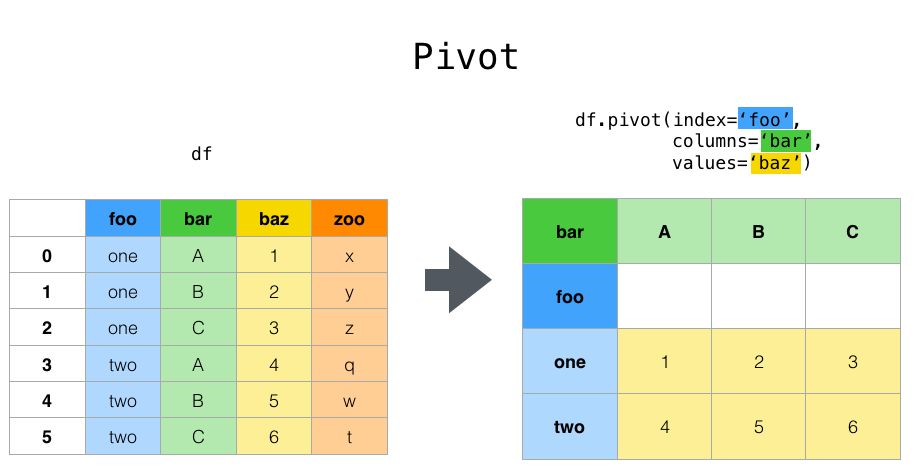 Pivot
df
foo bar baz zoo
0 one A 1 x
1 one B 2 y
2 one C 3 z
3 two A 4 q
4 two B 5 w
5 two C 6 t
df.pivot(index=‘foo’,
columns=‘bar’,
values=‘baz’)
bar A B C
foo
one 1 2 3
two 4 5 6